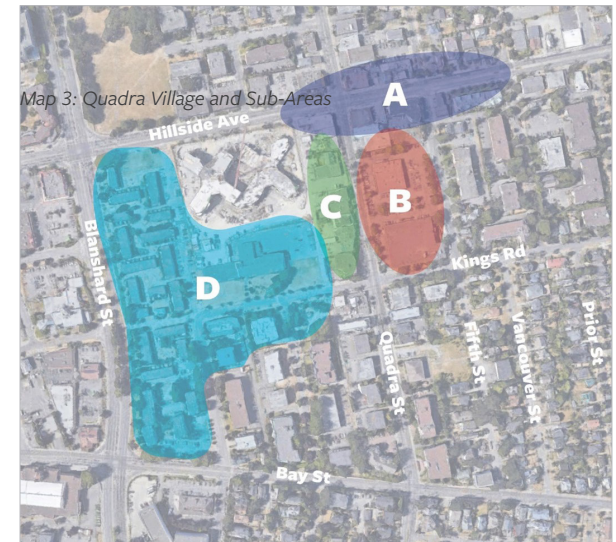 Map 3: Quadra Village and Sub-Areas
A
Hillside Ave
B
C
Blanshard St
Kings Rd
D
Quadra St
Fifth St
Vancouver St
Prior St
Bay St